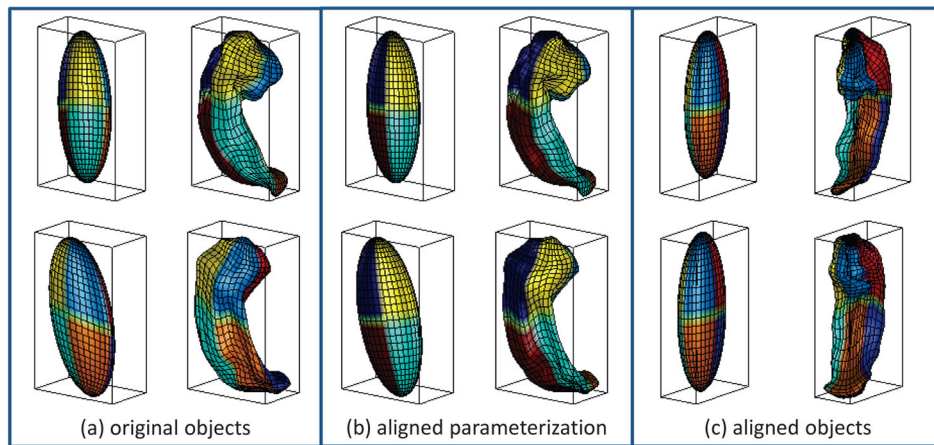 (a) original objects
(b) aligned parameterization
(c) aligned objects